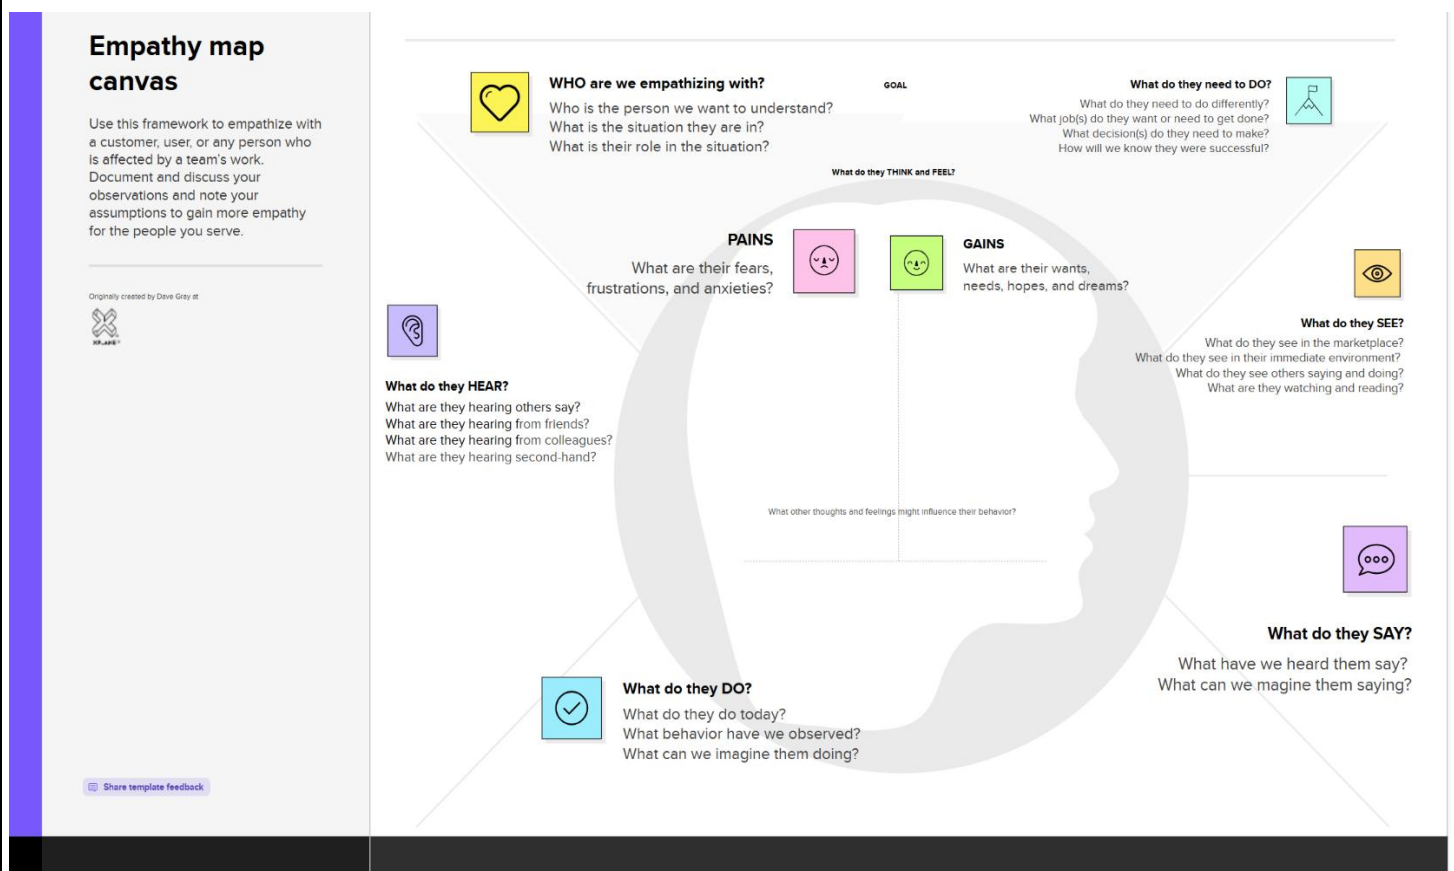 Empathy map
canvas
Use this framework to empathize with
a customer, user, or any person who
is affected by a team's work.
Document and discuss your
observations and note your
assumptions to gain more empathy
for the people you serve.
Originally created by Dave Gray at
XPLANE
Share template feedback
WHO are we empathizing with?
Who is the person we want to understand?
What is the situation they are in?
What is their role in the situation?
GOAL
What do they need to DO?
What do they need to do differently?
What job(s) do they want or need to get done?
What decision(s) do they need to make?
How will we know they were successful?
What do they THINK and FEEL?
PAINS
What are their fears,
frustrations, and anxieties?
GAINS
What are their wants,
needs, hopes, and dreams?
What do they HEAR?
What are they hearing others say?
What are they hearing from friends?
What are they hearing from colleagues?
What are they hearing second-hand?
What do they SEE?
What do they see in the marketplace?
What do they see in their immediate environment?
What do they see others saying and doing?
What are they watching and reading?
What other thoughts and feelings might influence their behavior?
What do they SAY?
What have we heard them say?
What can we magine them saying?
What do they DO?
What do they do today?
What behavior have we observed?
What can we imagine them doing?